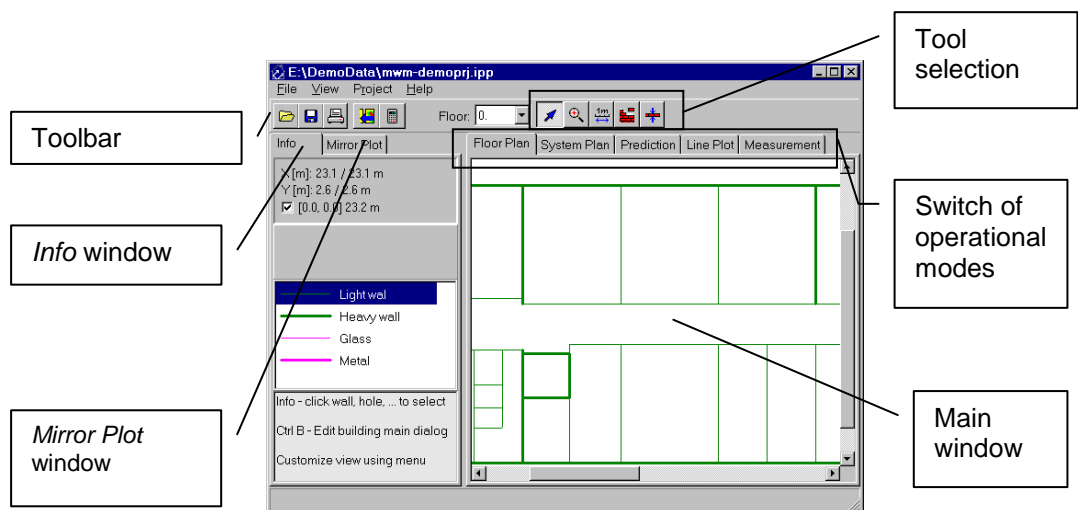 Tool
selection
E:\DemoData\mwm-demoprj.ipp
File View Project Help
Toolbar
Floor: 0.
1m
Info Mirror Plot
Floor Plan System Plan Prediction Line Plot Measurement
X [m]: 23.1 / 23.1 m
Y [m]: 2.6 / 2.6 m
[0.0, 0.0] 23.2 m
Info window
Switch of
operational
modes
Light wal
Heavy wall
Glass
Metal
Info - click wall, hole, ... to select
Ctrl B - Edit building main dialog
Customize view using menu
Mirror Plot
window
Main
window